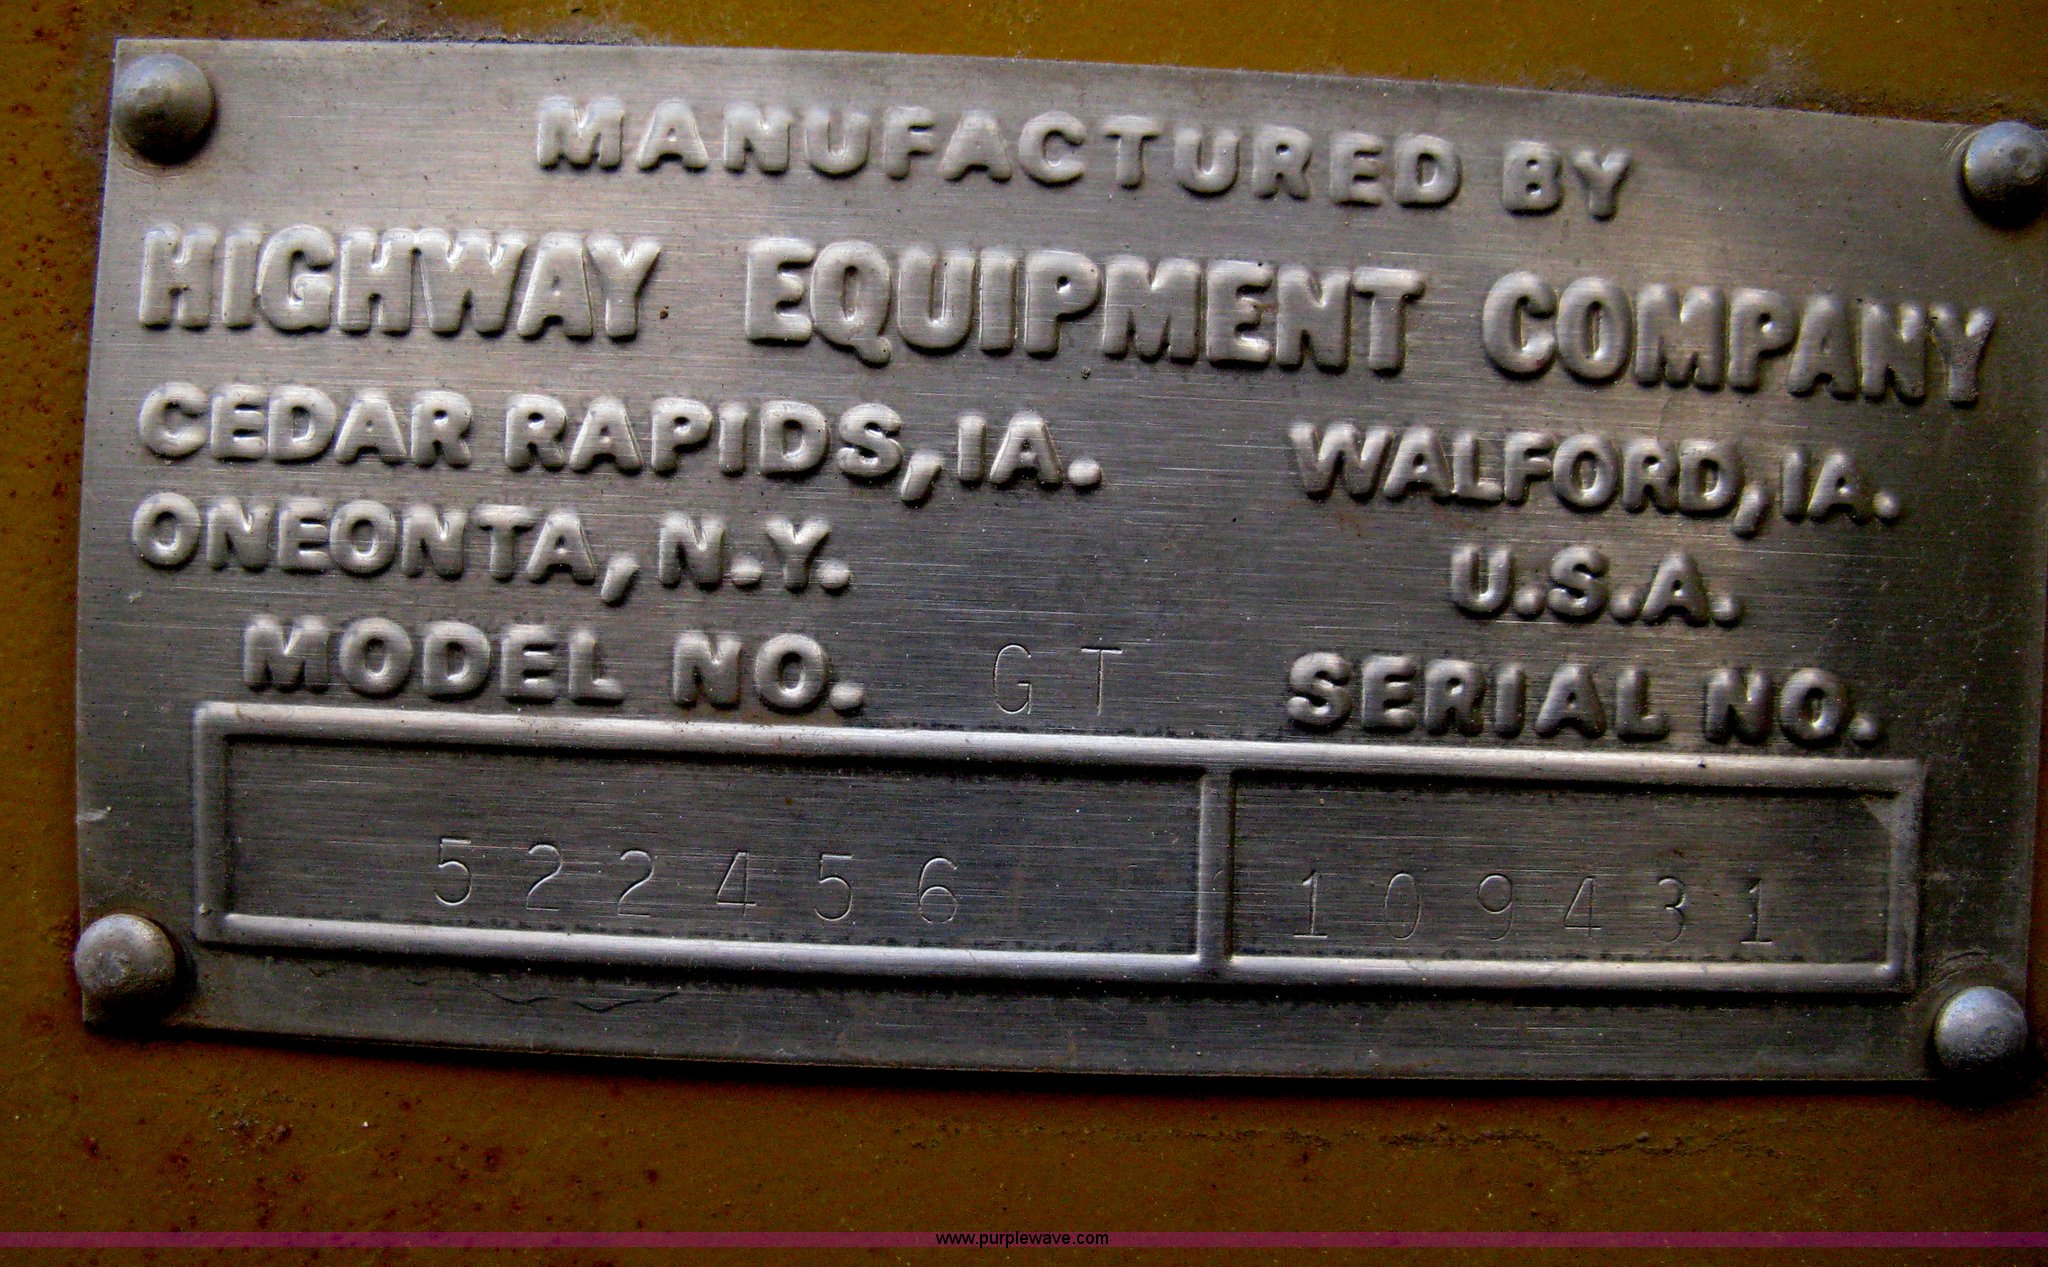 MANUFACTURED BY
HIGHWAY EQUIPMENT COMPANY
CEDAR RAPIDS, IA. WALFORD, IA.
ONEONTA, N.Y. U.S.A.
MODEL NO. GT SERIAL NO.
522456 109431
www.purplewave.com